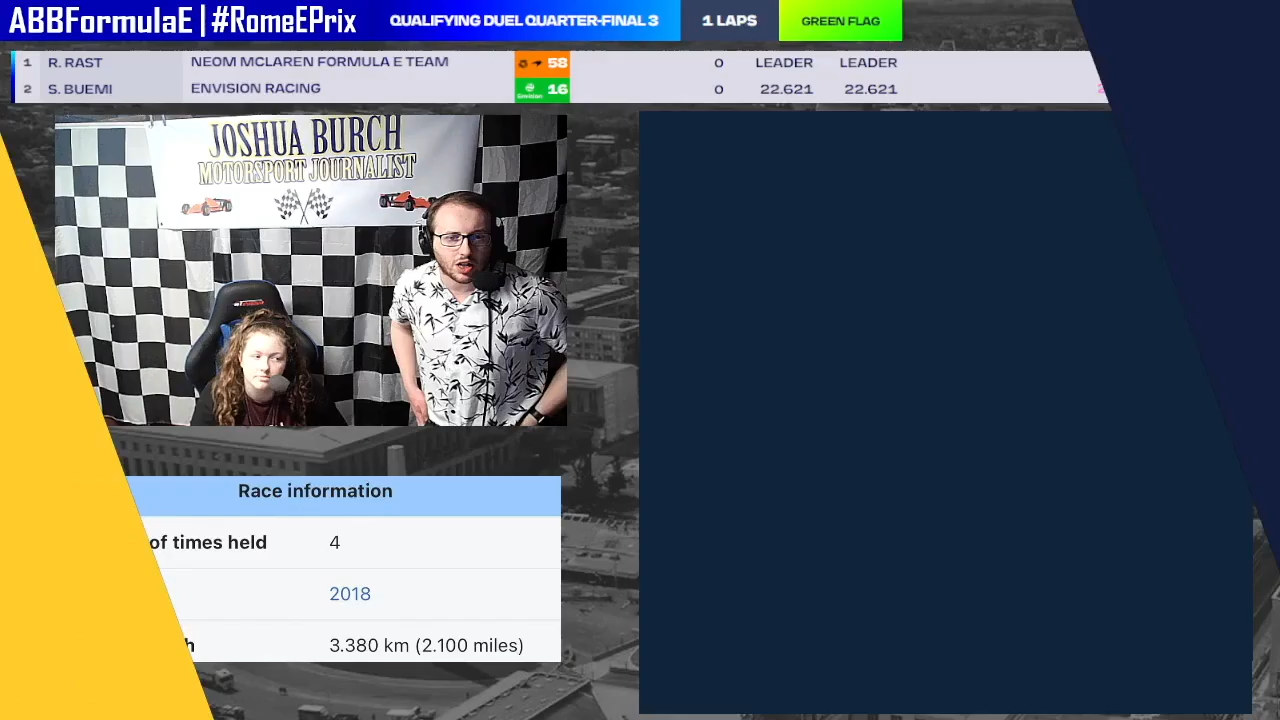 ABBFormulaE | #RomeEPrix
QUALIFYING DUEL QUARTER-FINAL 3
1 LAPS
GREEN FLAG
1 R. RAST NEOM MCLAREN FORMULA E TEAM 58 0 LEADER LEADER
2 S. BUEMI ENVISION RACING Envision 16 0 22.621 22.621
JOSHUA BURCH
MOTORSPORT JOURNALIST
Race information
of times held 4
2018
h 3.380 km (2.100 miles)